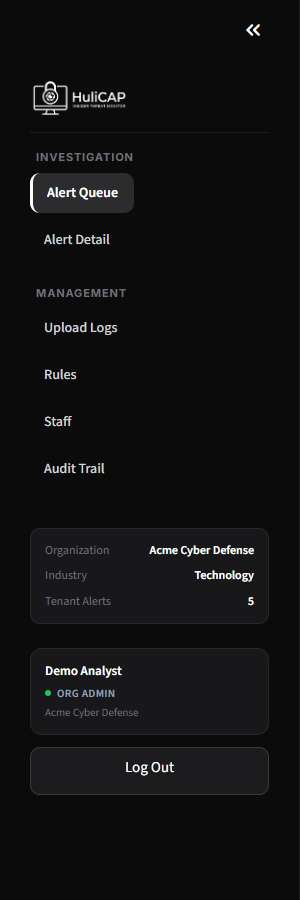 HuliCAP
INSIDER THREAT MONITOR
INVESTIGATION
Alert Queue
Alert Detail
MANAGEMENT
Upload Logs
Rules
Staff
Audit Trail
Organization Acme Cyber Defense
Industry Technology
Tenant Alerts 5
Demo Analyst
ORG ADMIN
Acme Cyber Defense
Log Out